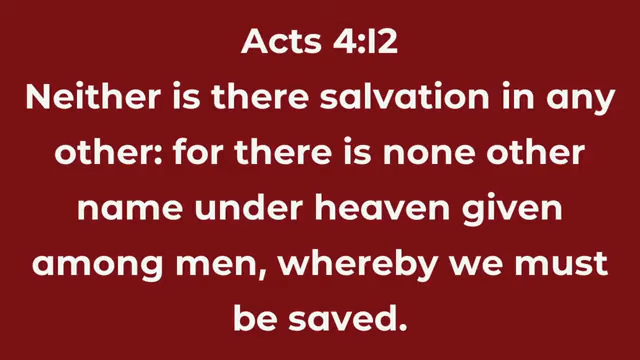 Acts 4:12
Neither is there salvation in any
other: for there is none other
name under heaven given
among men, whereby we must
be saved.